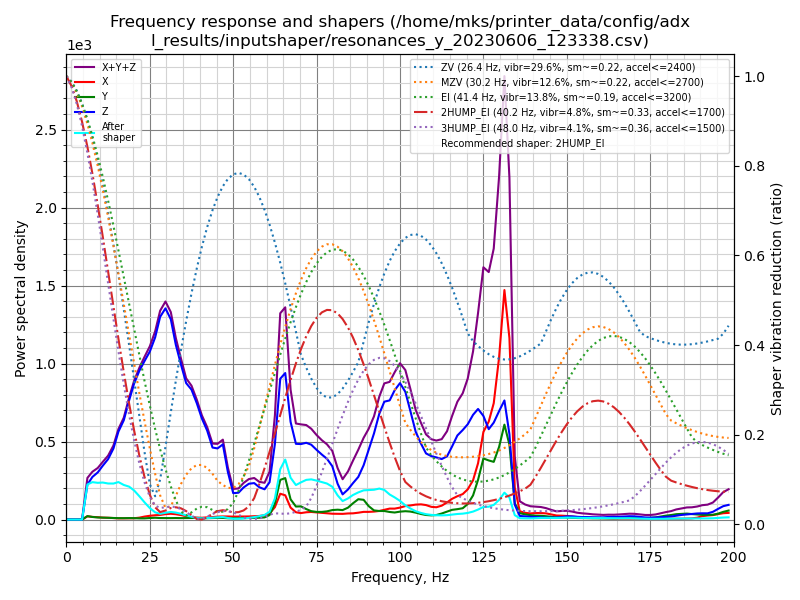 Frequency response and shapers (/home/mks/printer_data/config/adx
l_results/inputshaper/resonances_y_20230606_123338.csv)
1e3
X+Y+Z
X
Y
Z
After
shaper
ZV (26.4 Hz, vibr=29.6%, sm~=0.22, accel<=2400)
MZV (30.2 Hz, vibr=12.6%, sm~=0.22, accel<=2700)
EI (41.4 Hz, vibr=13.8%, sm~=0.19, accel<=3200)
2HUMP_EI (40.2 Hz, vibr=4.8%, sm~=0.33, accel<=1700)
3HUMP_EI (48.0 Hz, vibr=4.1%, sm~=0.36, accel<=1500)
Recommended shaper: 2HUMP_EI
Power spectral density
2.5
2.0
1.5
1.0
0.5
0.0
1.0
0.8
0.6
0.4
0.2
0.0
Shaper vibration reduction (ratio)
0 25 50 75 100 125 150 175 200
Frequency, Hz